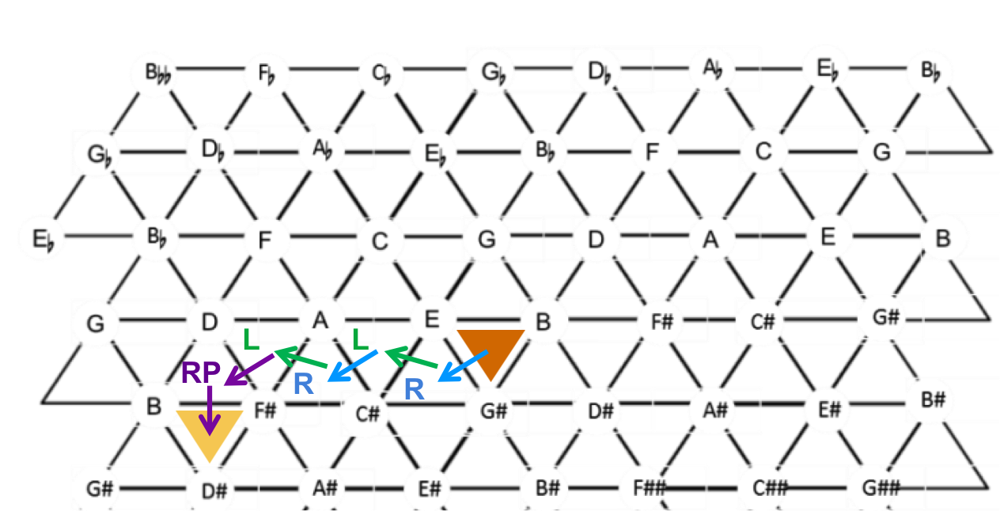 B𝄫 F♭ C♭ G♭ D♭ A♭ E♭ B♭
G♭ D♭ A♭ E♭ B♭ F C G
E♭ B♭ F C G D A E B
G D A E B F# C# G#
L L
RP R R
B F# C# G# D# A# E# B#
G# D# A# E# B# F## C## G##